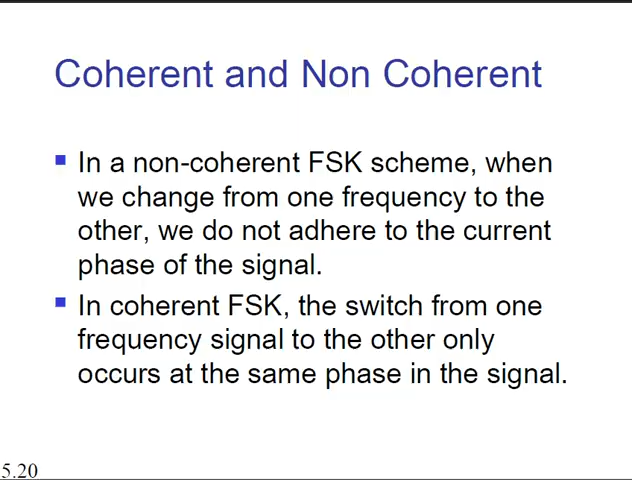 Coherent and Non Coherent
In a non-coherent FSK scheme, when
we change from one frequency to the
other, we do not adhere to the current
phase of the signal.
In coherent FSK, the switch from one
frequency signal to the other only
occurs at the same phase in the signal.
5.20